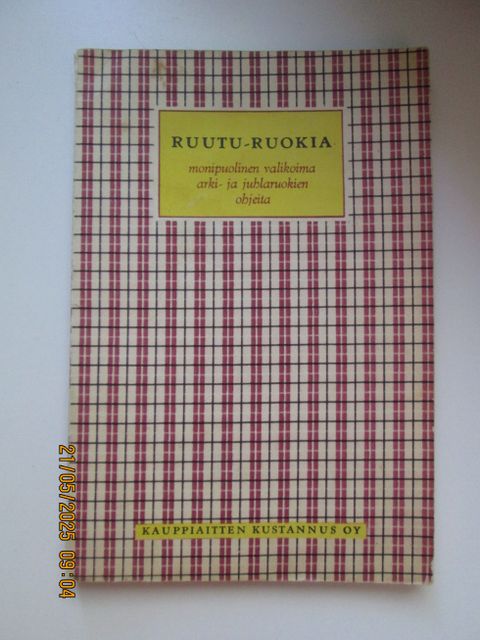 RUUTU-RUOKIA
monipuolinen valikoima
arki- ja juhlaruokien
ohjeita
KAUPPIAITTEN KUSTANNUS OY
21/05/2025 09:04